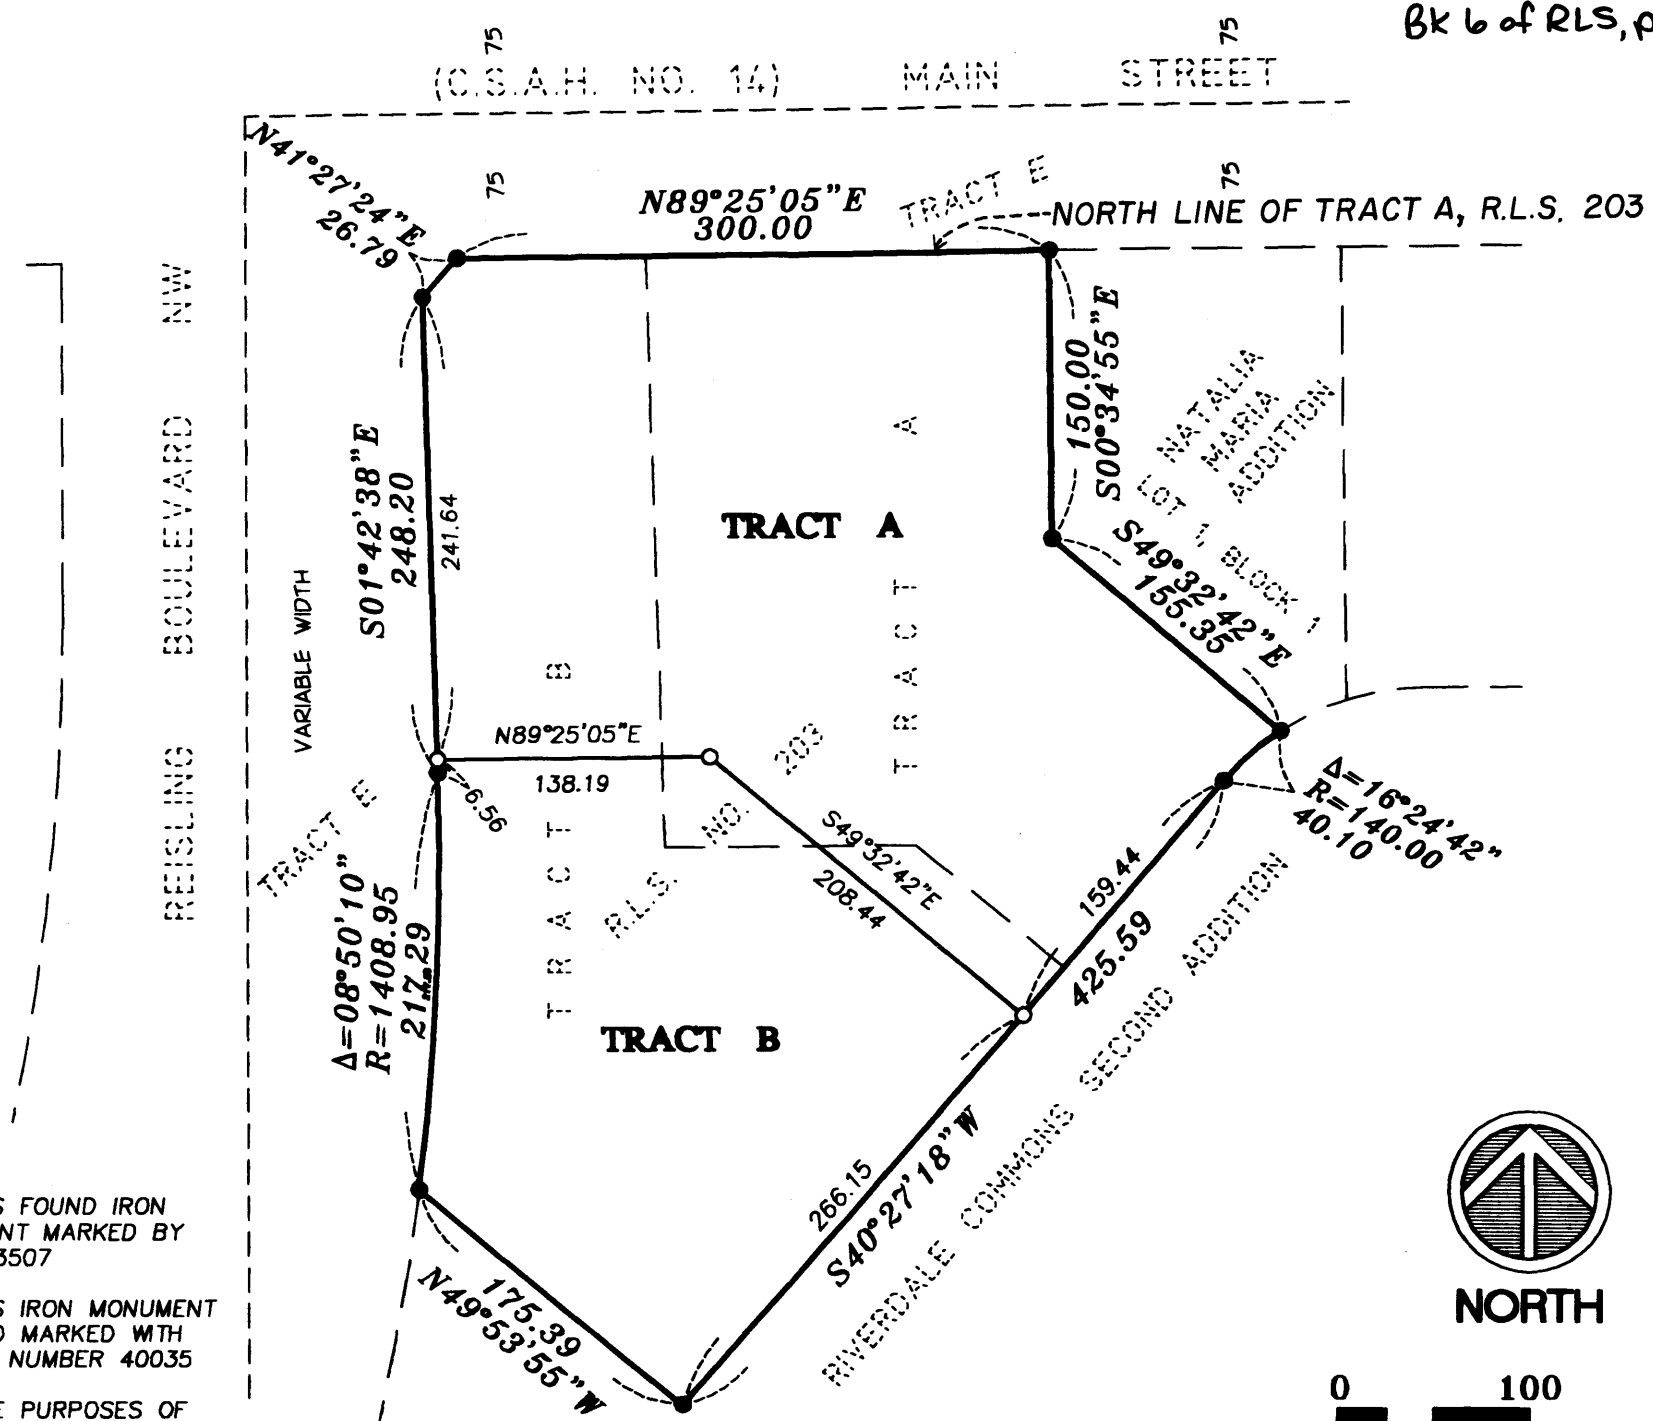 BK 6 of RLS, p
75
75
(C.S.A.H. NO. 14) MAIN STREET
N41°27'24"E
26.79
75
N89°25'05"E
300.00
TRACT E
75
NORTH LINE OF TRACT A, R.L.S. 203
REISLING BOULEVARD NW
VARIABLE WIDTH
S01°42'38"E
248.20
241.64
TRACT A
TRACT A
150.00
S00°34'55"E
NATALIA
MARIA
ADDITION
LOT 1, BLOCK 1
S49°32'42"E
155.35
N89°25'05"E
138.19
6.56
TRACT B
R.L.S. NO. 203
S49°32'42"E
208.44
TRACT E
Δ=08°50'10"
R=1408.95
217.29
TRACT B
Δ=16°24'42"
R=140.00
40.10
159.44
425.59
266.15
S40°27'18"W
RIVERDALE COMMONS SECOND ADDITION
175.39
N49°53'55"W
S FOUND IRON
NT MARKED BY
3507
S IRON MONUMENT
D MARKED WITH
NUMBER 40035
E PURPOSES OF
NORTH
0 100